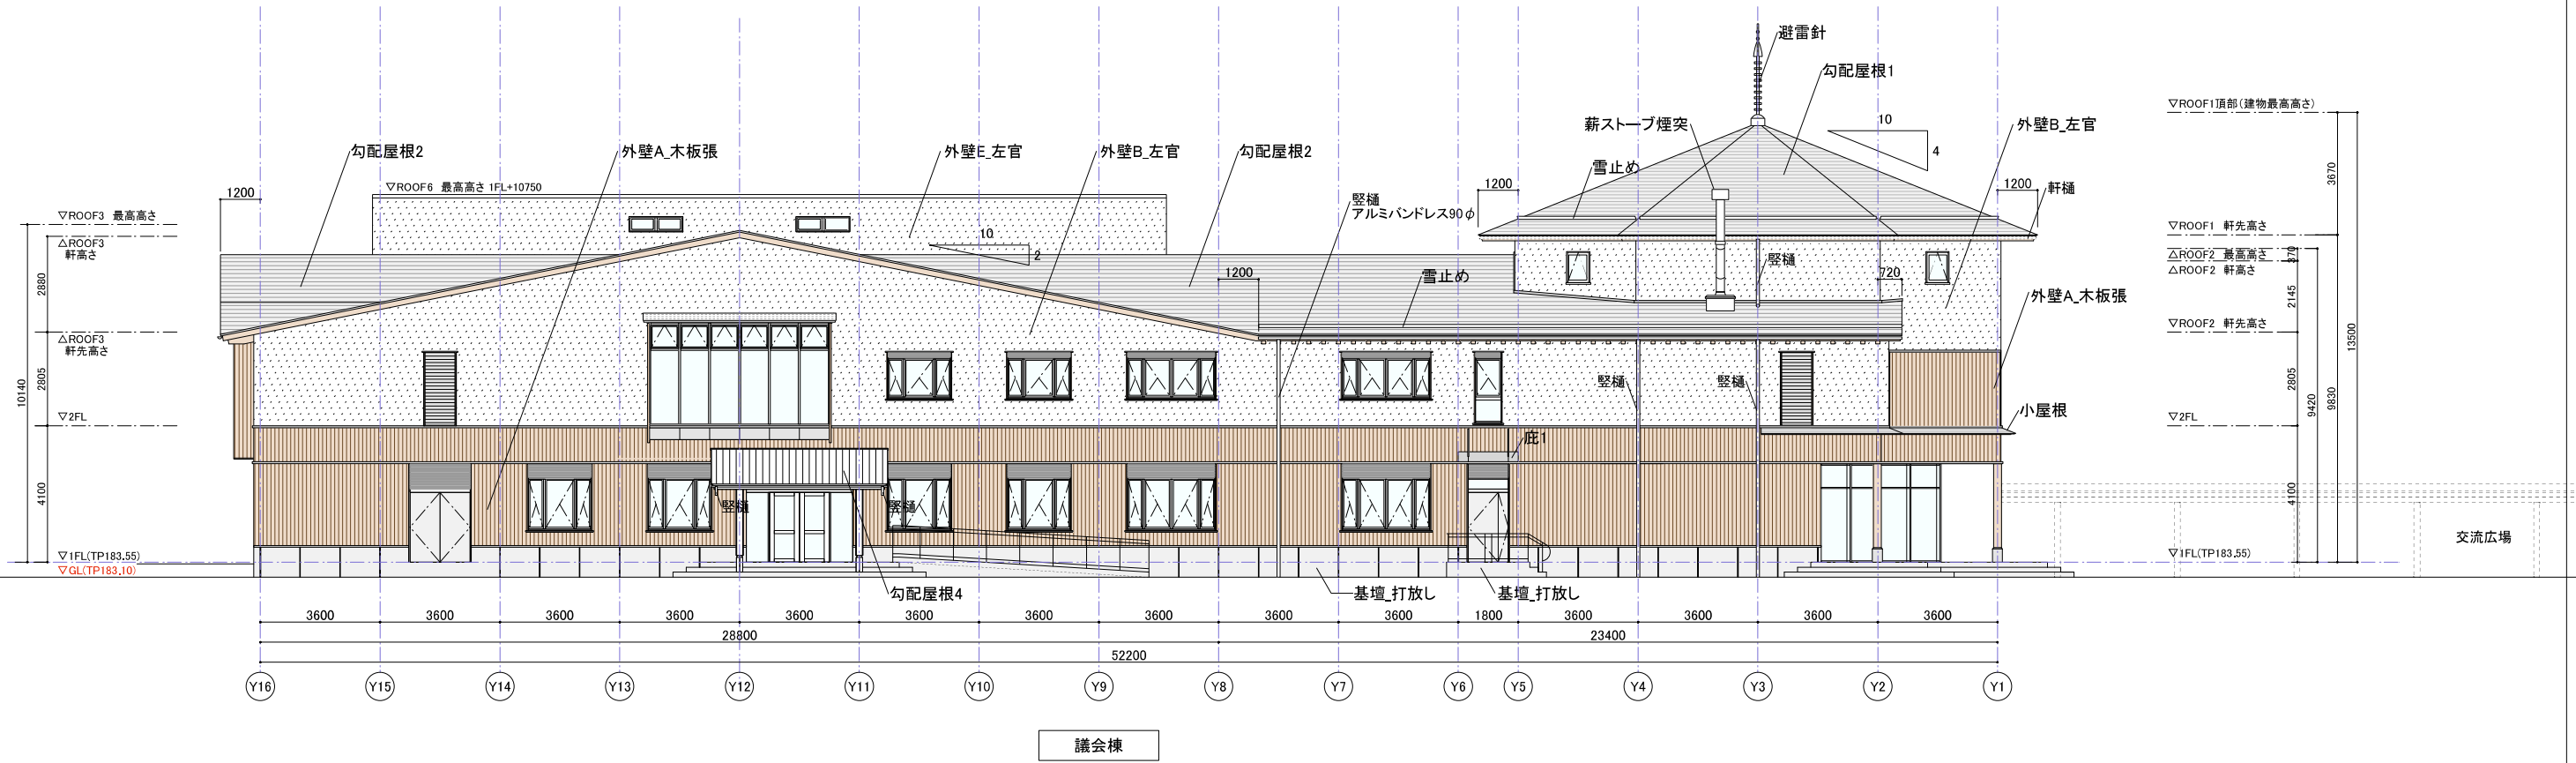 避雷針
勾配屋根1
▽ROOF1頂部（建物最高高さ）
薪ストーブ煙突
10
4
外壁B_左官
勾配屋根2
外壁A_木板張
外壁E_左官
外壁B_左官
勾配屋根2
雪止め
3670
1200
▽ROOF6　最高高さ 1FL+10750
1200
1200
軒樋
竪樋
アルミバンドレス90φ
▽ROOF3　最高高さ
△ROOF3
軒高さ
▽ROOF1　軒先高さ
10
2
370
△ROOF2　最高高さ
△ROOF2　軒高さ
竪樋
1200
雪止め
720
2880
2145
外壁A_木板張
13500
△ROOF3
軒先高さ
▽ROOF2　軒先高さ
10140
2805
竪樋
竪樋
2805
9420
9830
▽2FL
小屋根
▽2FL
庇1
4100
竪樋
竪樋
4100
交流広場
▽1FL(TP183.55)
▽GL(TP183.10)
▽1FL(TP183.55)
勾配屋根4
基壇_打放し
基壇_打放し
3600 3600 3600 3600 3600 3600 3600 3600 3600 1800 3600 3600 3600 3600
28800 23400
52200
Y16 Y15 Y14 Y13 Y12 Y11 Y10 Y9 Y8 Y7 Y6 Y5 Y4 Y3 Y2 Y1
議会棟